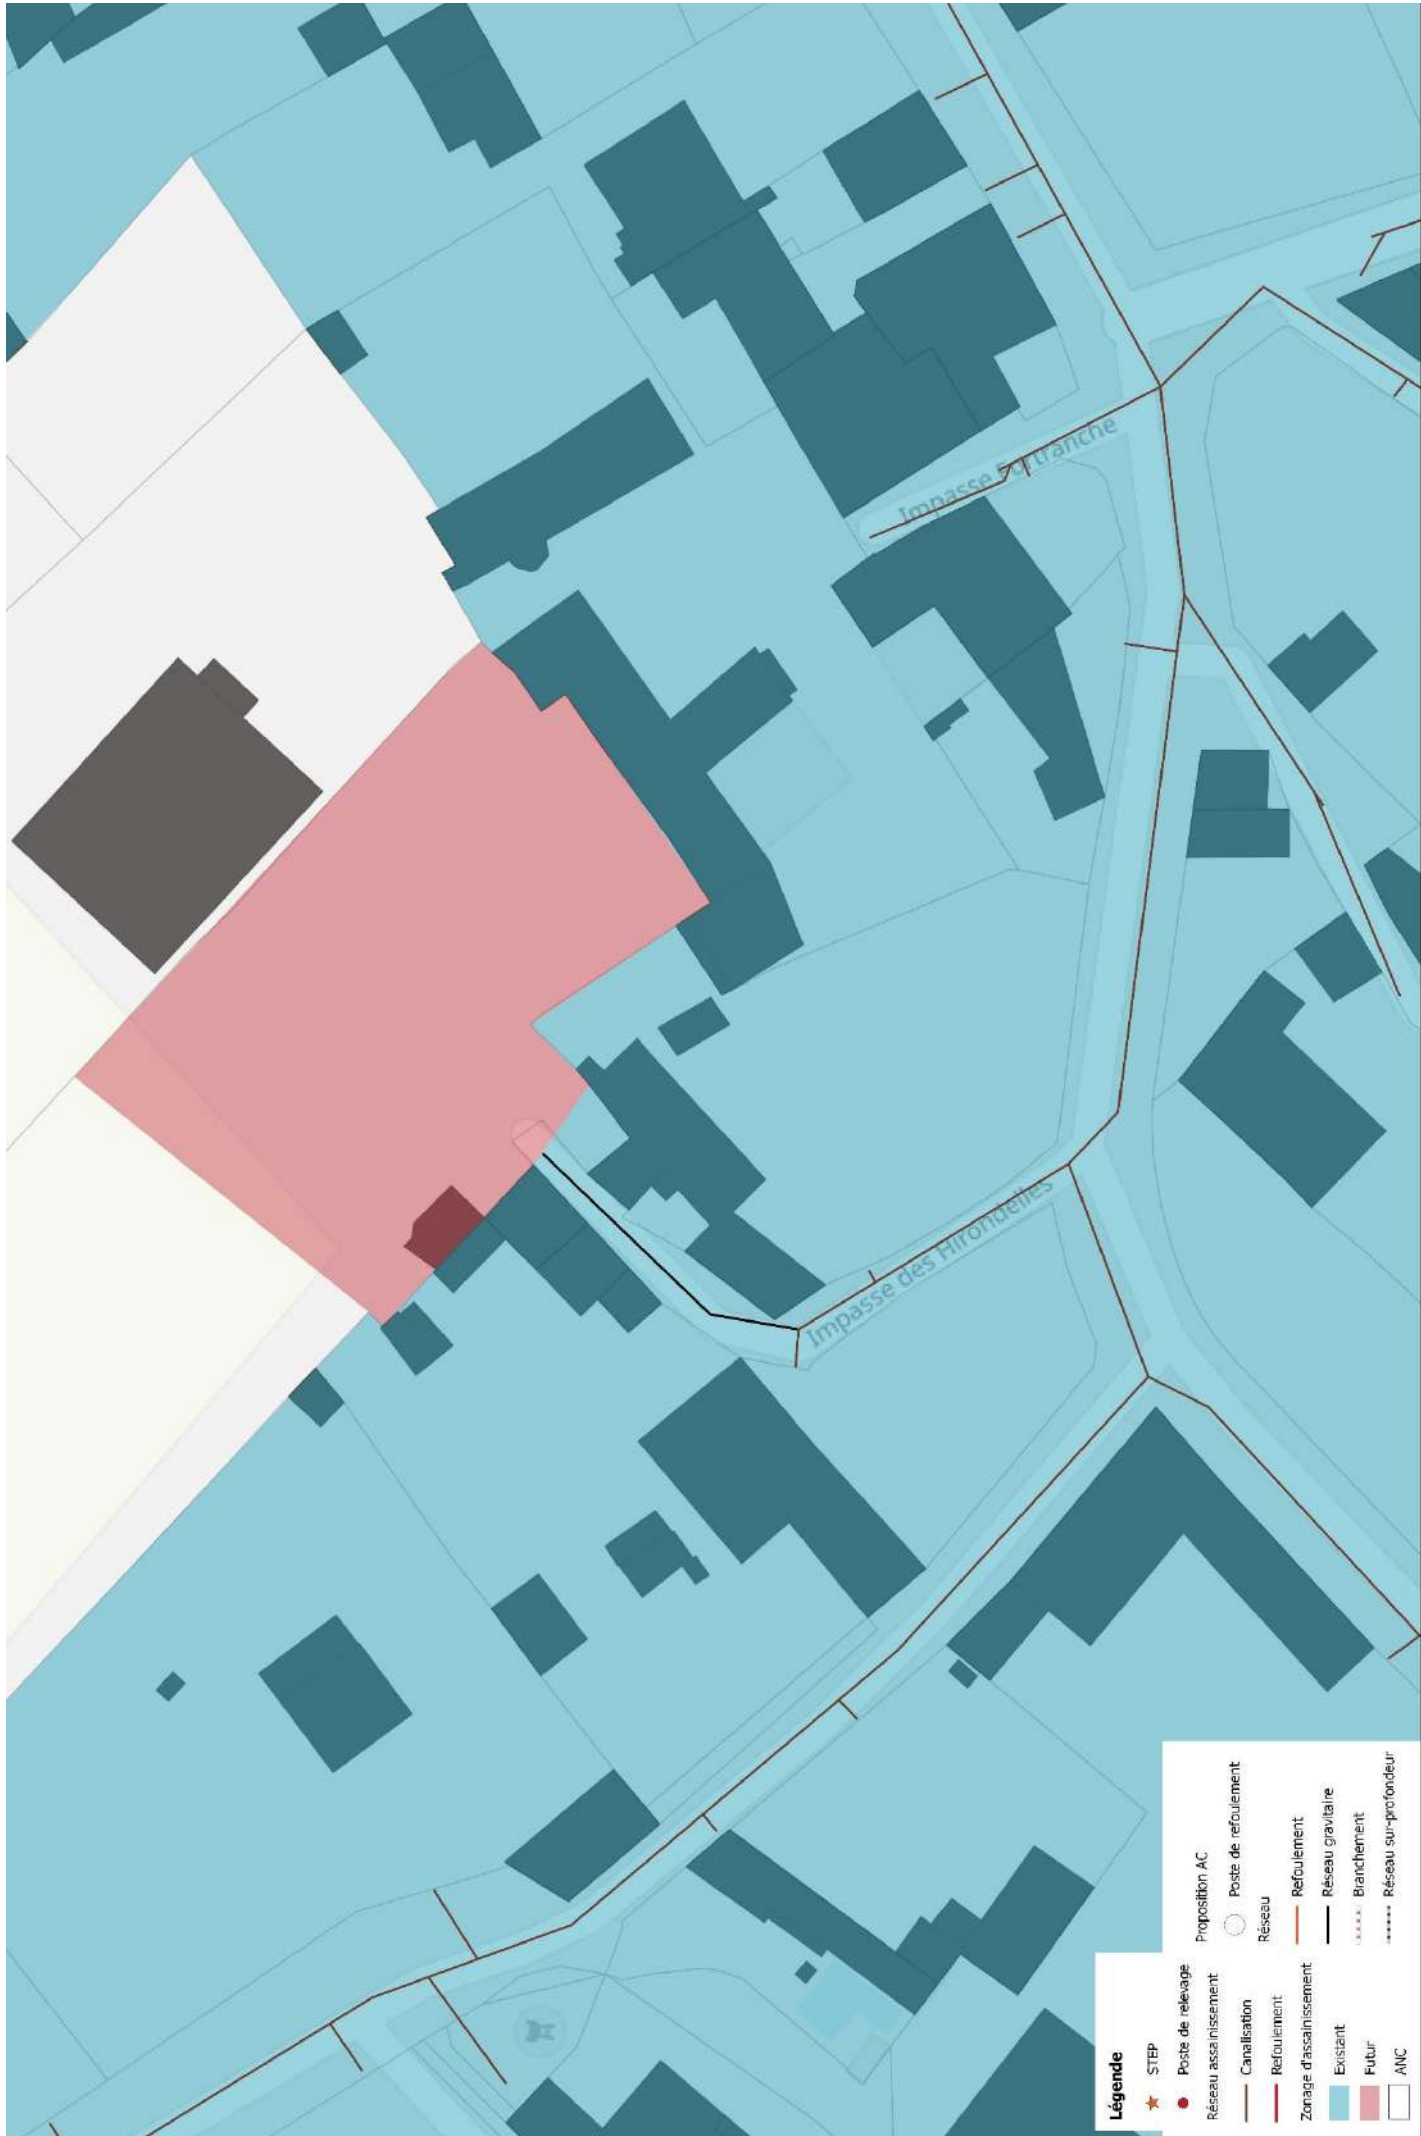 Impasse Fortranche
Impasse des Hirondelles
Légende
STEP
Poste de relevage
Réseau assainissement
Canalisation
Refoulement
Zonage d'assainissement
Existant
Futur
ANC
Proposition AC
Poste de refoulement
Réseau
Refoulement
Réseau gravitaire
Branchement
Réseau sur-profondeur